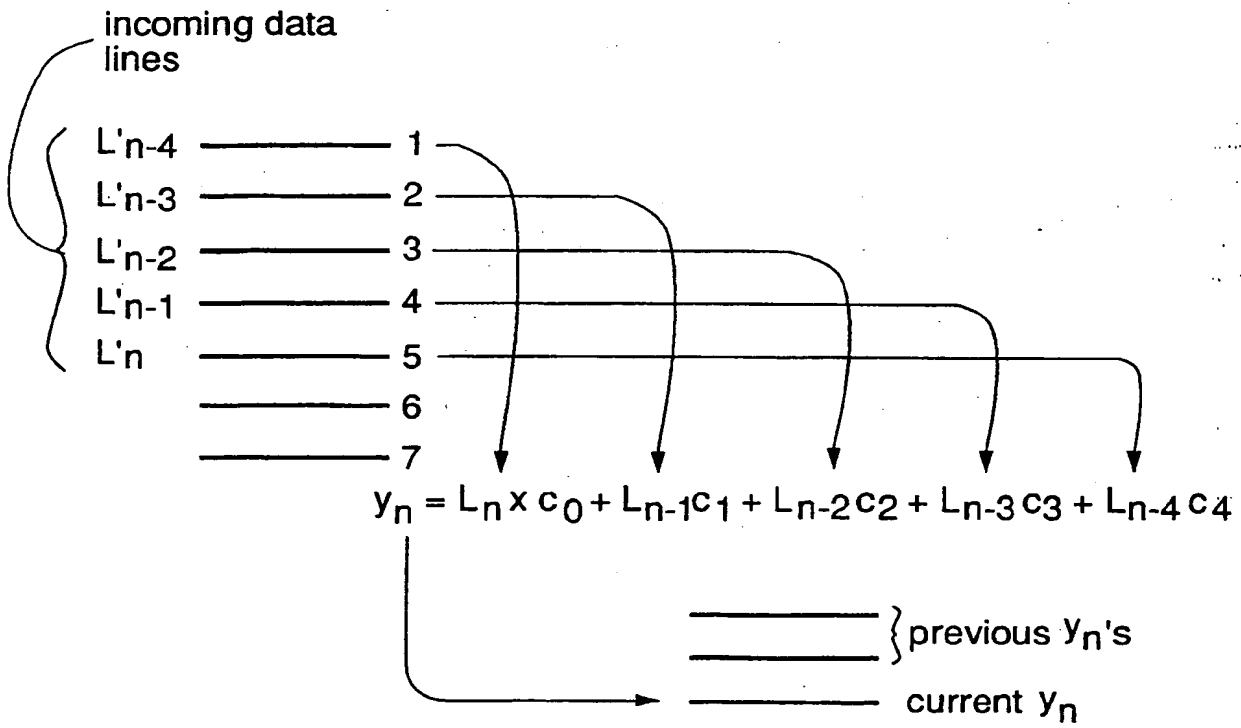 incoming data
lines
L'n-4 1
L'n-3 2
L'n-2 3
L'n-1 4
L'n 5
6
7
yn = Ln x c0 + Ln-1c1 + Ln-2c2 + Ln-3c3 + Ln-4c4
previous yn's
current yn